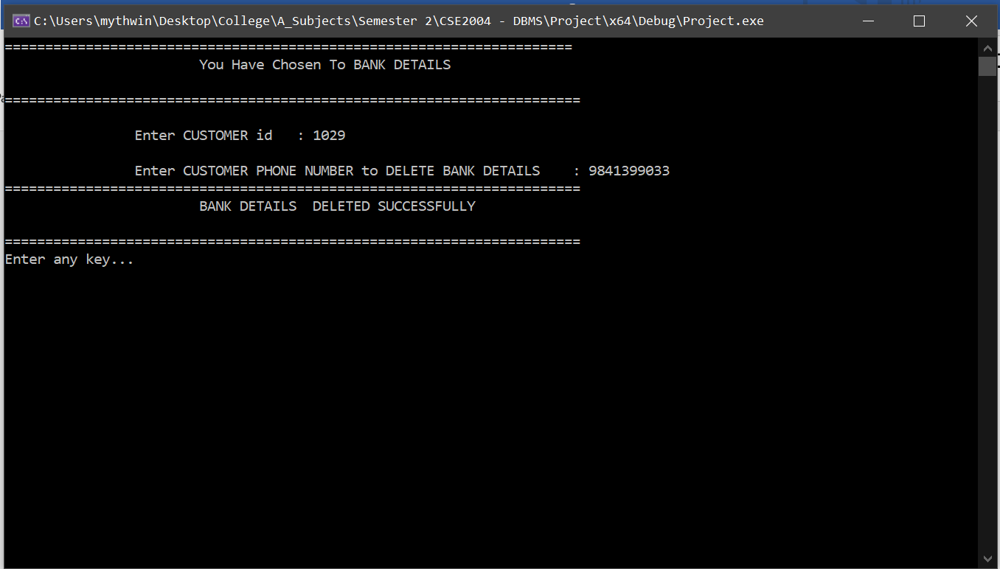 C:\Users\mythwin\Desktop\College\A_Subjects\Semester 2\CSE2004 - DBMS\Project\x64\Debug\Project.exe
======================================================================
You Have Chosen To BANK DETAILS
=======================================================================
Enter CUSTOMER id   : 1029
Enter CUSTOMER PHONE NUMBER to DELETE BANK DETAILS    : 9841399033
=======================================================================
BANK DETAILS  DELETED SUCCESSFULLY
=======================================================================
Enter any key...